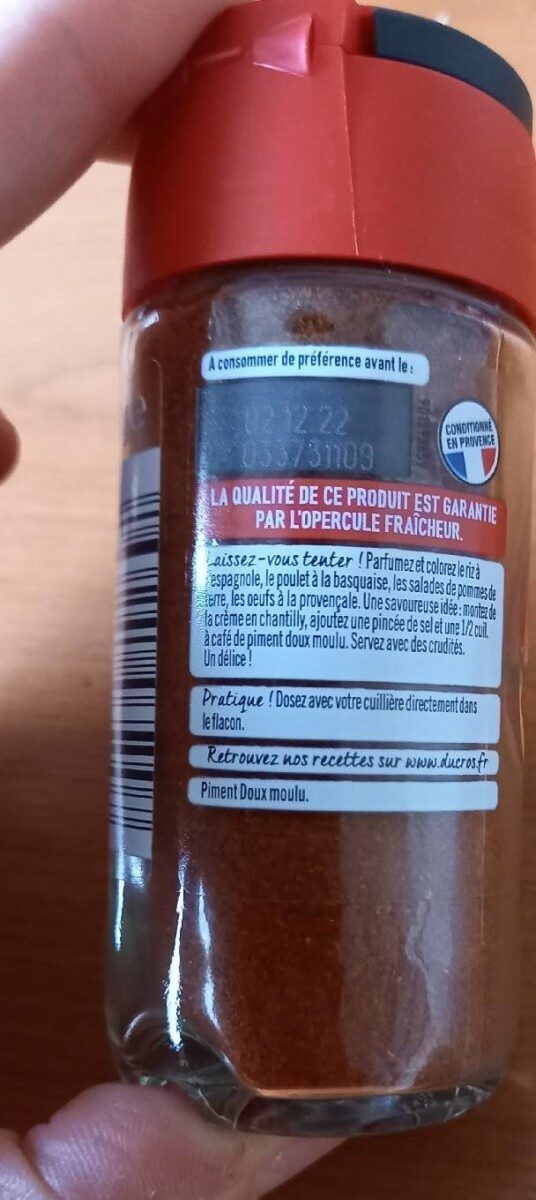 A consommer de préférence avant le :
02 12 22
033731109
CONDITIONNÉ
EN PROVENCE
LA QUALITÉ DE CE PRODUIT EST GARANTIE
PAR L'OPERCULE FRAÎCHEUR.
Laissez-vous tenter ! Parfumez et colorez le riz à
l'espagnole, le poulet à la basquaise, les salades de pommes de
terre, les oeufs à la provençale. Une savoureuse idée : montez de
la crème en chantilly, ajoutez une pincée de sel et une 1/2 cuil.
à café de piment doux moulu. Servez avec des crudités.
Un délice !
Pratique ! Dosez avec votre cuillière directement dans
le flacon.
Retrouvez nos recettes sur www.ducros.fr
Piment Doux moulu.